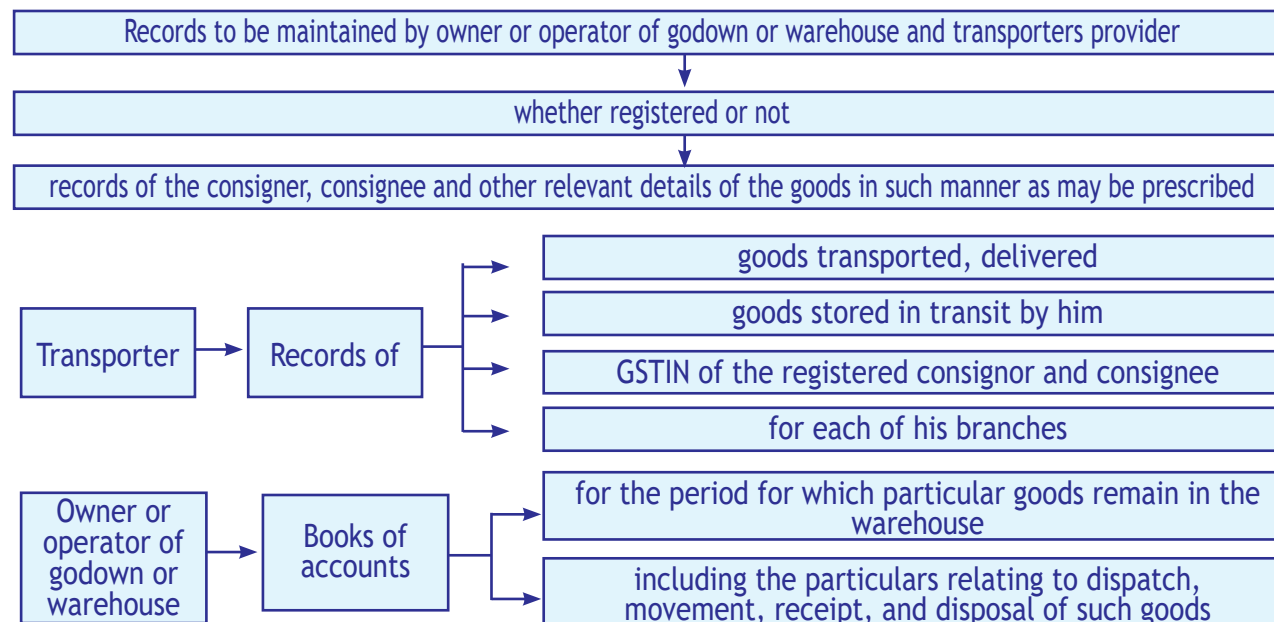 Records to be maintained by owner or operator of godown or warehouse and transporters provider
whether registered or not
records of the consigner, consignee and other relevant details of the goods in such manner as may be prescribed
Transporter
Records of
goods transported, delivered
goods stored in transit by him
GSTIN of the registered consignor and consignee
for each of his branches
Owner or
operator of
godown or
warehouse
Books of
accounts
for the period for which particular goods remain in the
warehouse
including the particulars relating to dispatch,
movement, receipt, and disposal of such goods